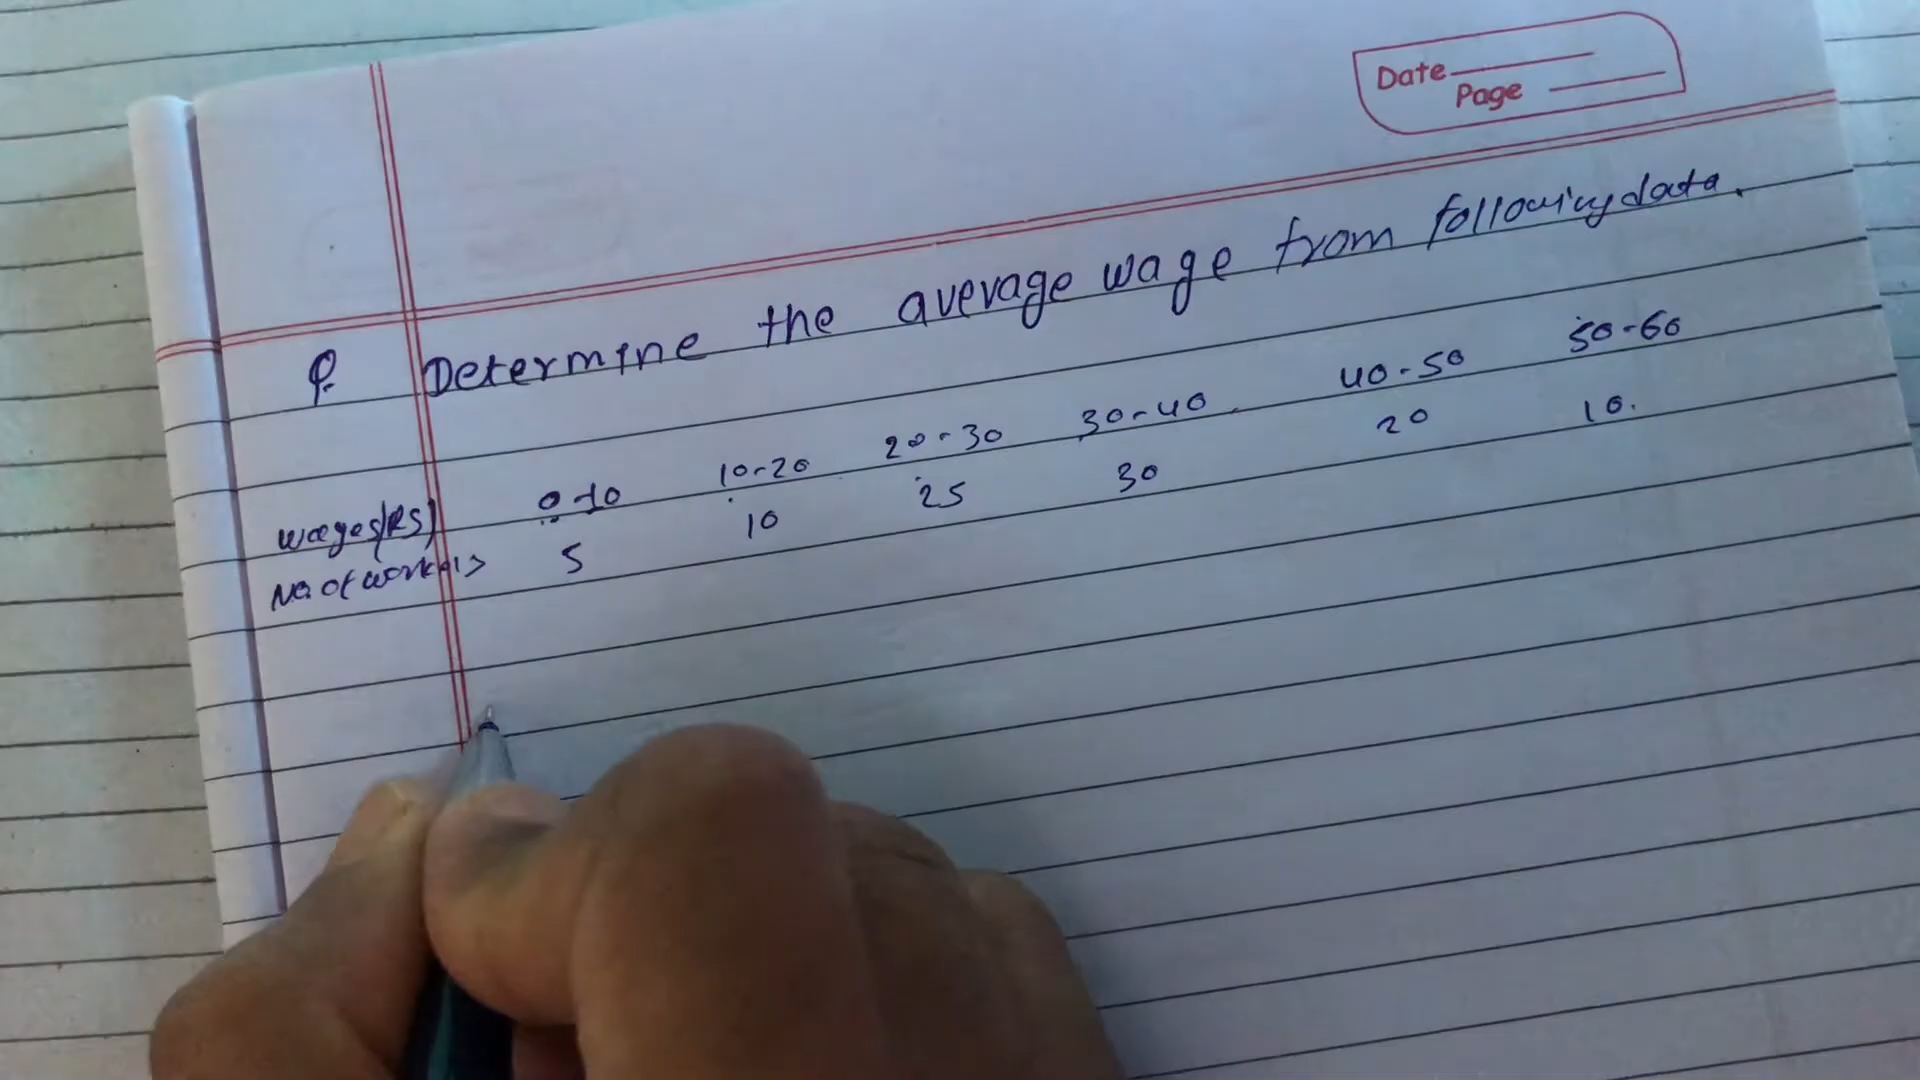 Date
Page
Q. Determine the average wage from following data.
wages(RS) 0-10 10-20 20-30 30-40 40-50 50-60
No. of workers 5 10 25 30 20 10.